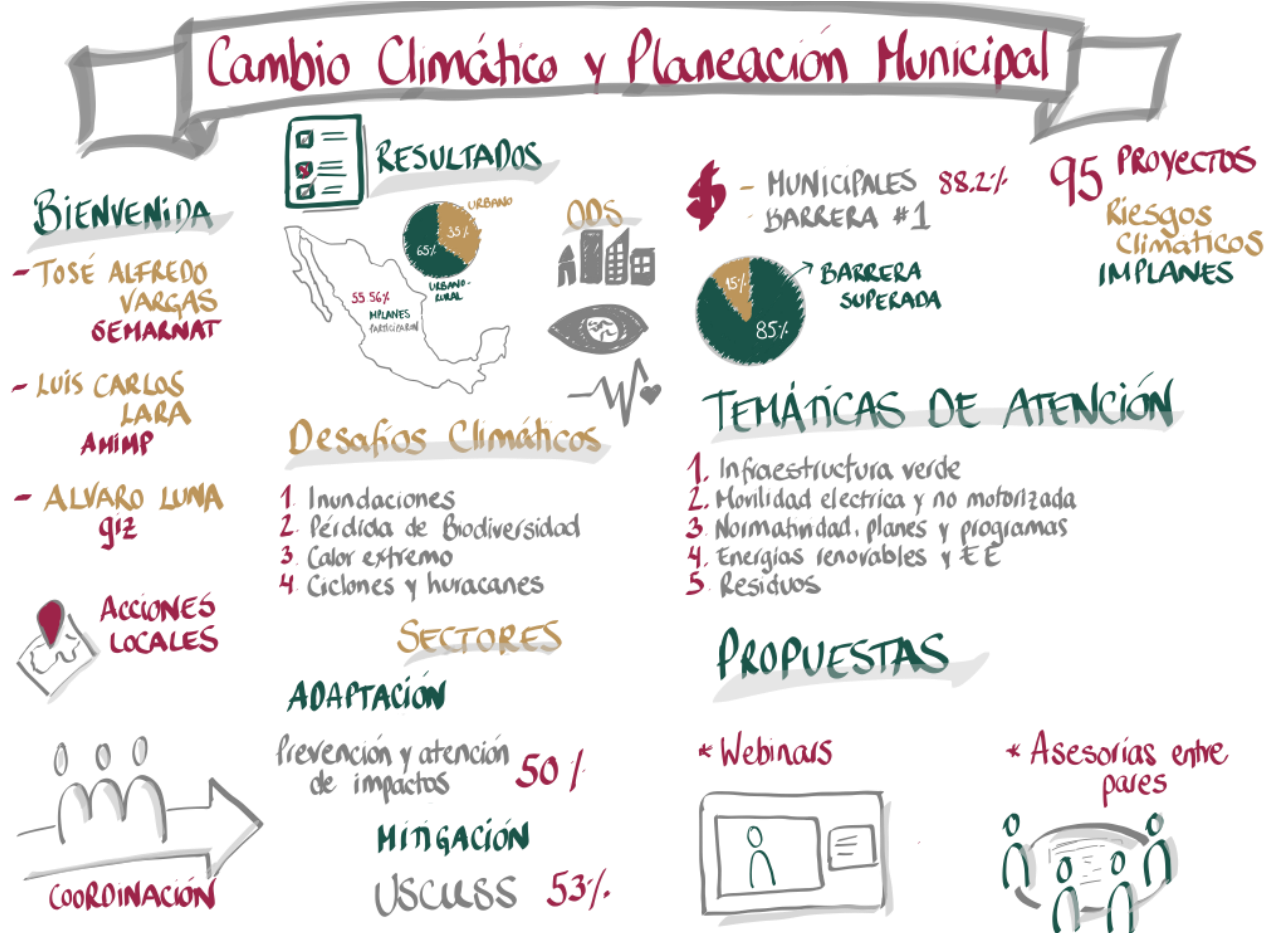 Cambio Climático y Planeación Municipal
BIENVENIDA
- JOSÉ ALFREDO
VARGAS
SEMARNAT
- LUIS CARLOS
LARA
AMIMP
- ALVARO LUNA
giz
ACCIONES
LOCALES
COORDINACIÓN
RESULTADOS
URBANO
35%
65%
URBANO-
RURAL
55.56%
IMPLANES
PARTICIPARON
ODS
Desafíos Climáticos
1. Inundaciones
2. Pérdida de Biodiversidad
3. Calor extremo
4. Ciclones y huracanes
SECTORES
ADAPTACIÓN
Prevención y atención
de impactos 50%
MITIGACIÓN
USCUSS 53%
$ - MUNICIPALES 88.2%
- BARRERA #1
15%
85%
BARRERA
SUPERADA
95 PROYECTOS
Riesgos
Climáticos
IMPLANES
TEMÁTICAS DE ATENCIÓN
1. Infraestructura verde
2. Movilidad electrica y no motorizada
3. Normatividad, planes y programas
4. Energías renovables y EE
5. Residuos
PROPUESTAS
* Webinars
* Asesorías entre
pares